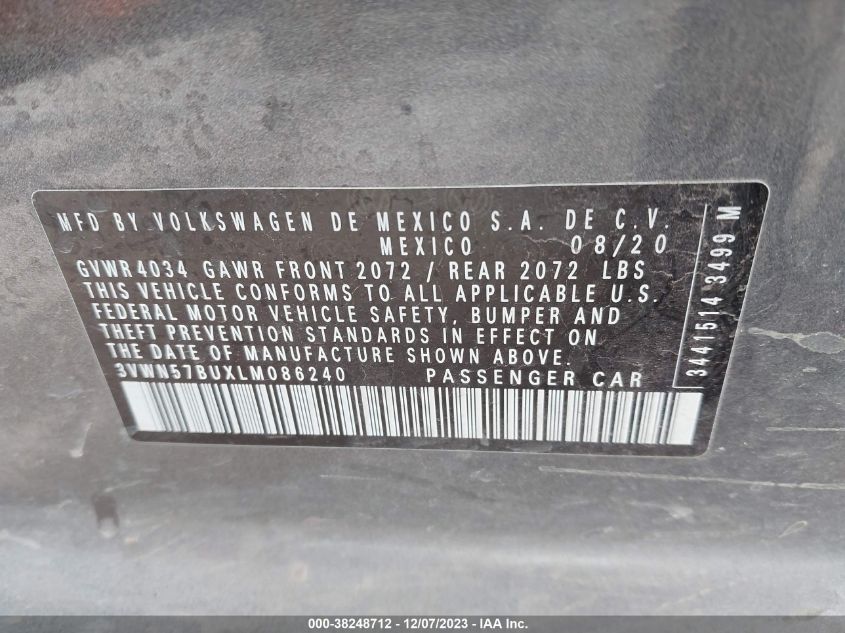 MFD BY VOLKSWAGEN DE MEXICO S.A. DE C.V.
MEXICO 08/20
GVWR 4034 GAWR FRONT 2072 / REAR 2072 LBS
THIS VEHICLE CONFORMS TO ALL APPLICABLE U.S.
FEDERAL MOTOR VEHICLE SAFETY, BUMPER AND
THEFT PREVENTION STANDARDS IN EFFECT ON
THE DATE OF MANUFACTURE SHOWN ABOVE.
3VWN57BUXLM086240 PASSENGER CAR
3441514 3499 M
000-38248712 - 12/07/2023 - IAA Inc.